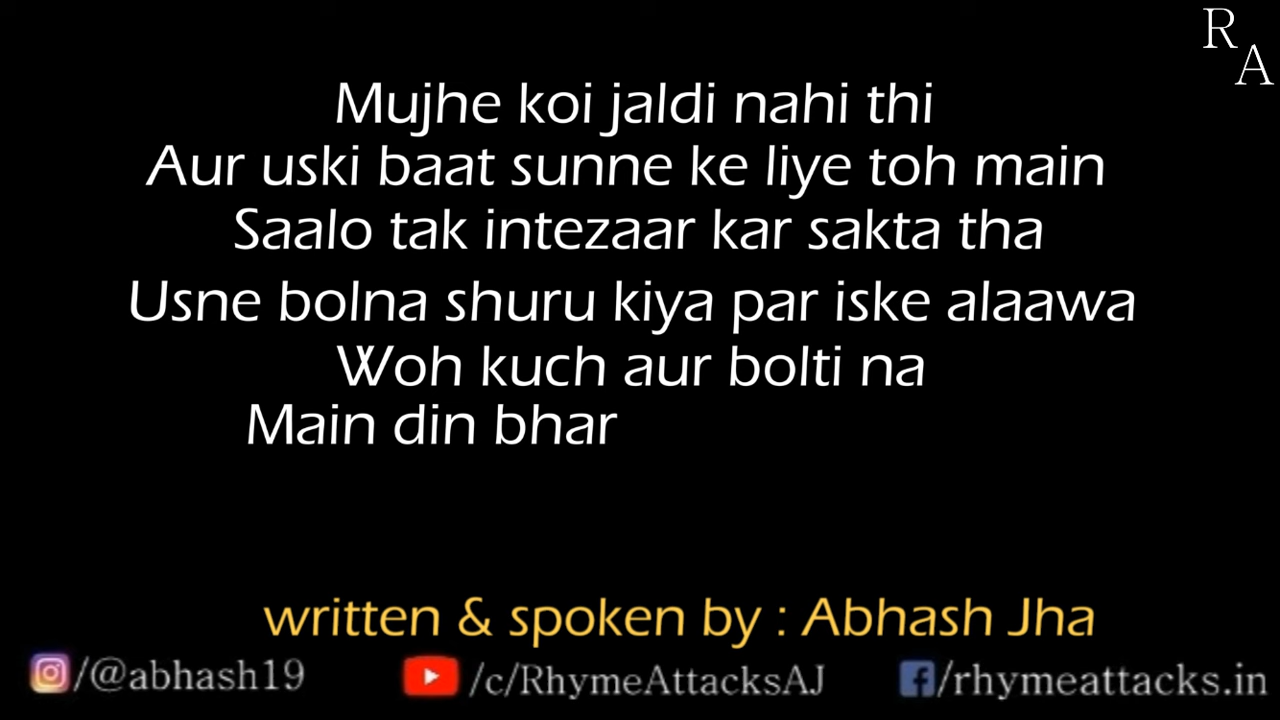 R
A
Mujhe koi jaldi nahi thi
Aur uski baat sunne ke liye toh main
Saalo tak intezaar kar sakta tha
Usne bolna shuru kiya par iske alaawa
Woh kuch aur bolti na
Main din bhar
written & spoken by : Abhash Jha
/@abhash19 /c/RhymeAttacksAJ /rhymeattacks.in